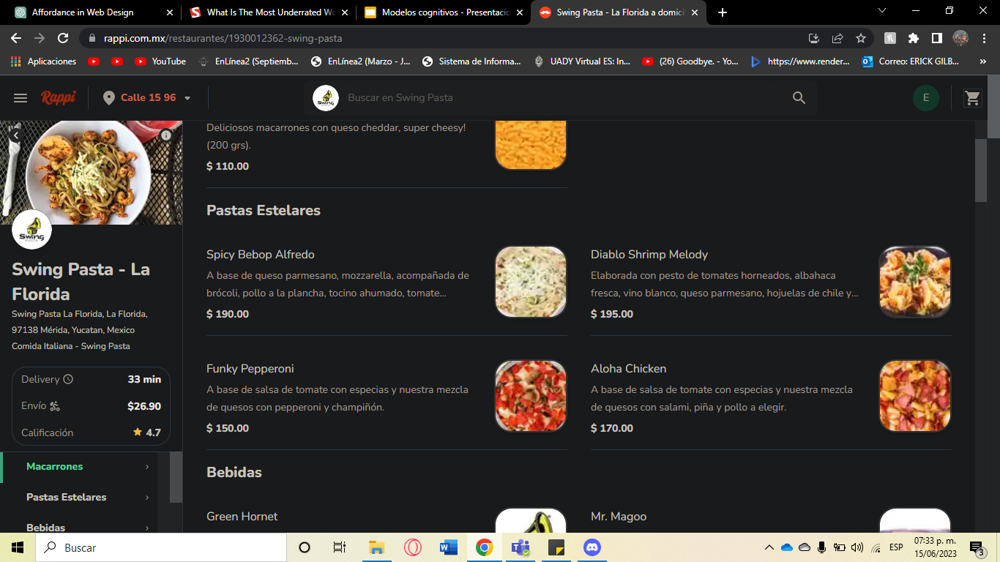 Affordance in Web Design
What Is The Most Underrated Wo
Modelos cognitivos - Presentacio
Swing Pasta - La Florida a domicil
rappi.com.mx/restaurantes/1930012362-swing-pasta
Aplicaciones
YouTube
EnLínea2 (Septiemb...
EnLínea2 (Marzo - J...
Sistema de Informa...
UADY Virtual ES: In...
(26) Goodbye. - Yo...
https://www.render...
Correo: ERICK GILB...
»
Rappi
Calle 15 96
Swing
Buscar en Swing Pasta
E
Swing
PASTA
Swing Pasta - La
Florida
Swing Pasta La Florida, La Florida,
97138 Mérida, Yucatan, Mexico
Comida Italiana - Swing Pasta
Delivery 33 min
Envío $26.90
Calificación 4.7
Macarrones
Pastas Estelares
Bebidas
Deliciosos macarrones con queso cheddar, super cheesy!
(200 grs).
$ 110.00
Pastas Estelares
Spicy Bebop Alfredo
A base de queso parmesano, mozzarella, acompañada de
brócoli, pollo a la plancha, tocino ahumado, tomate...
$ 190.00
Diablo Shrimp Melody
Elaborada con pesto de tomates horneados, albahaca
fresca, vino blanco, queso parmesano, hojuelas de chile y...
$ 195.00
Funky Pepperoni
A base de salsa de tomate con especias y nuestra mezcla
de quesos con pepperoni y champiñón.
$ 150.00
Aloha Chicken
A base de salsa de tomate con especias y nuestra mezcla
de quesos con salami, piña y pollo a elegir.
$ 170.00
Bebidas
Green Hornet
Mr. Magoo
Buscar
ESP
07:33 p. m.
15/06/2023
3